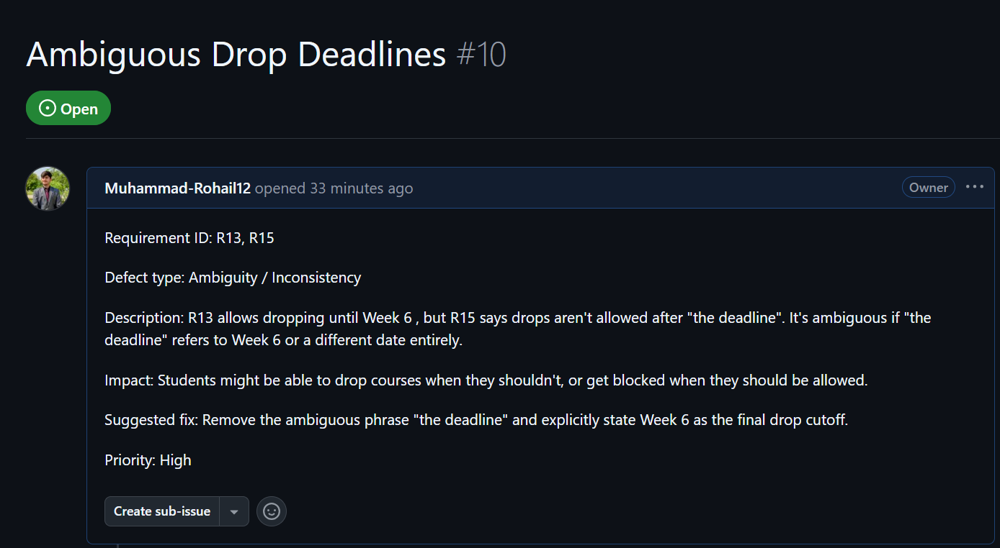 Ambiguous Drop Deadlines #10
Open
Muhammad-Rohail12 opened 33 minutes ago
Owner
Requirement ID: R13, R15
Defect type: Ambiguity / Inconsistency
Description: R13 allows dropping until Week 6 , but R15 says drops aren't allowed after "the deadline". It's ambiguous if "the
deadline" refers to Week 6 or a different date entirely.
Impact: Students might be able to drop courses when they shouldn't, or get blocked when they should be allowed.
Suggested fix: Remove the ambiguous phrase "the deadline" and explicitly state Week 6 as the final drop cutoff.
Priority: High
Create sub-issue